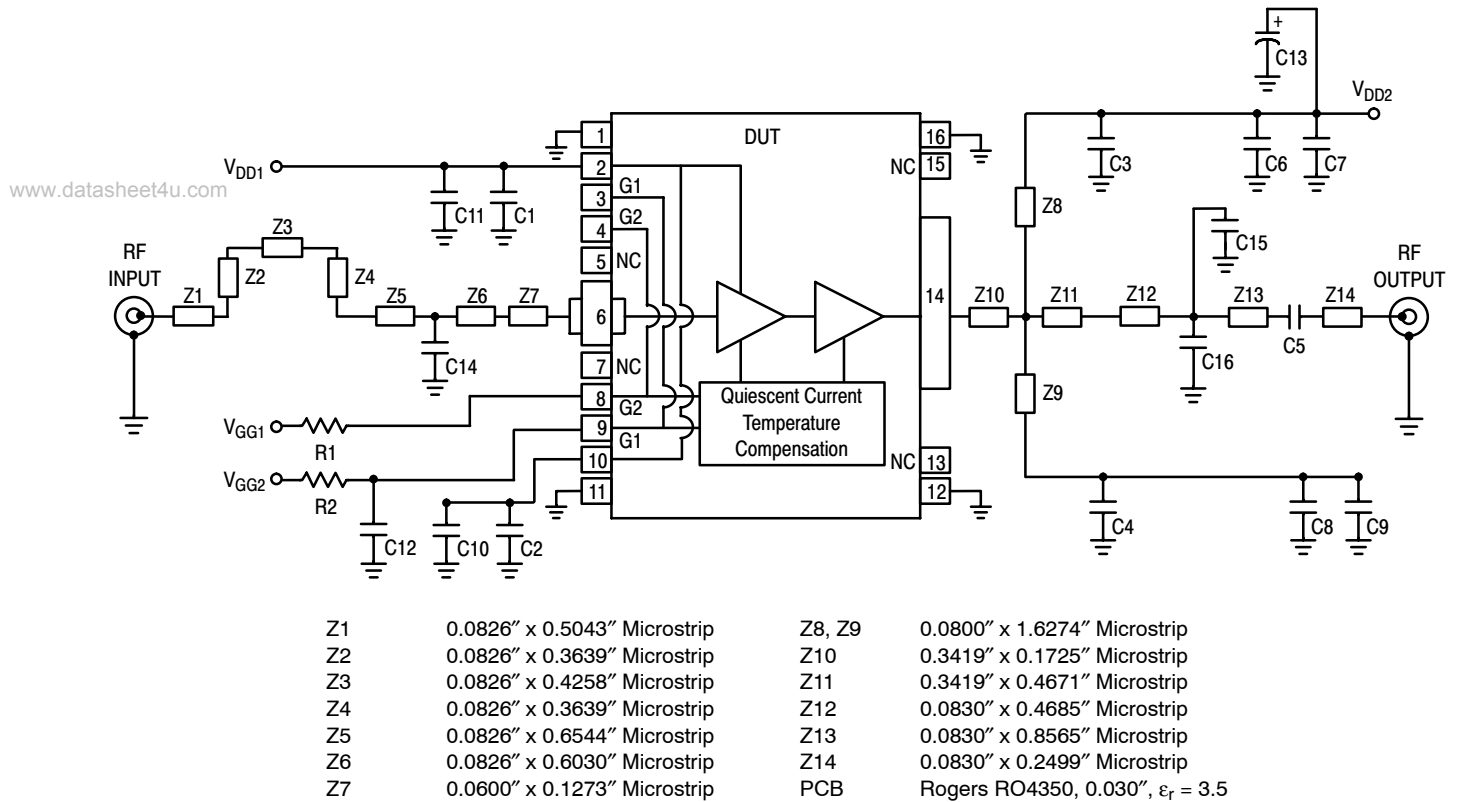 C13
VDD2
DUT
1
16
NC 15
VDD1
2
C3
C6
C7
www.datasheet4u.com
G1
3
C11
C1
G2
4
Z8
Z3
C15
RF
INPUT
Z2
Z4
5 NC
RF
OUTPUT
Z1
Z5
Z6
Z7
6
14
Z10
Z11
Z12
Z13
Z14
C5
C14
C16
7 NC
8
G2
Quiescent Current
Temperature
Compensation
Z9
VGG1
R1
9
G1
VGG2
R2
10
NC 13
11
12
C12
C10
C2
C4
C8
C9
+
Z1 0.0826″ x 0.5043″ Microstrip Z8, Z9 0.0800″ x 1.6274″ Microstrip
Z2 0.0826″ x 0.3639″ Microstrip Z10 0.3419″ x 0.1725″ Microstrip
Z3 0.0826″ x 0.4258″ Microstrip Z11 0.3419″ x 0.4671″ Microstrip
Z4 0.0826″ x 0.3639″ Microstrip Z12 0.0830″ x 0.4685″ Microstrip
Z5 0.0826″ x 0.6544″ Microstrip Z13 0.0830″ x 0.8565″ Microstrip
Z6 0.0826″ x 0.6030″ Microstrip Z14 0.0830″ x 0.2499″ Microstrip
Z7 0.0600″ x 0.1273″ Microstrip PCB Rogers RO4350, 0.030″, εr = 3.5